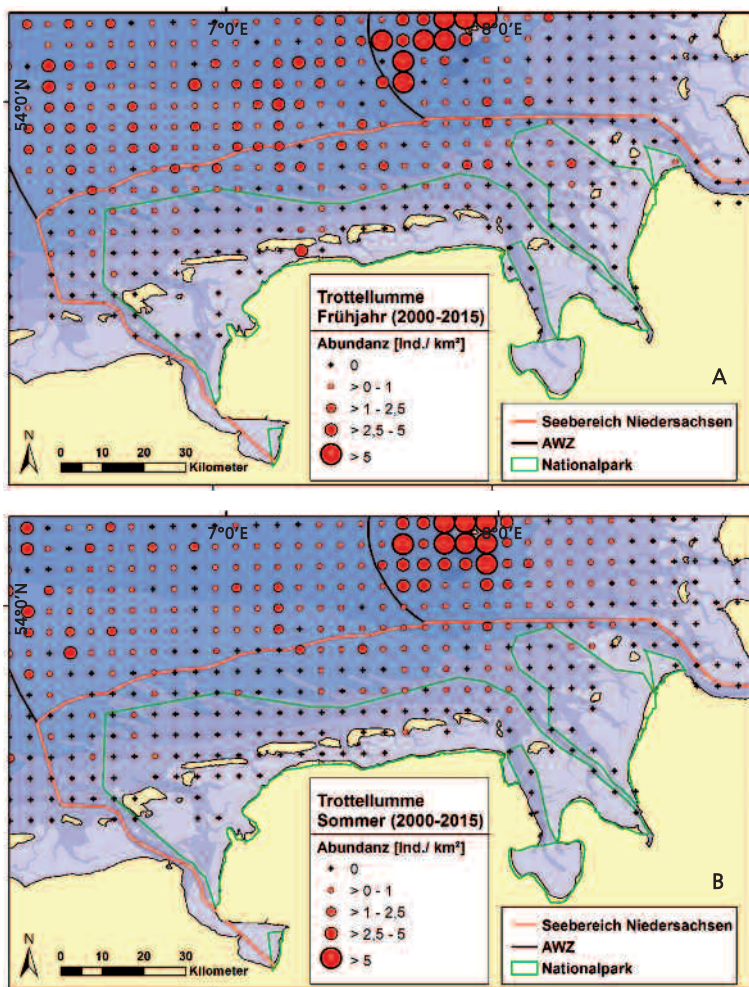 7°0'E
8°0'E
54°0'N
Trottellumme
Frühjahr (2000-2015)
Abundanz [Ind./ km²]
0
> 0 - 1
> 1 - 2,5
> 2,5 - 5
> 5
A
Seebereich Niedersachsen
AWZ
Nationalpark
N
0 5 10 20 30
Kilometer
7°0'E
8°0'E
54°0'N
Trottellumme
Sommer (2000-2015)
Abundanz [Ind./ km²]
0
> 0 - 1
> 1 - 2,5
> 2,5 - 5
> 5
B
Seebereich Niedersachsen
AWZ
Nationalpark
N
0 5 10 20 30
Kilometer